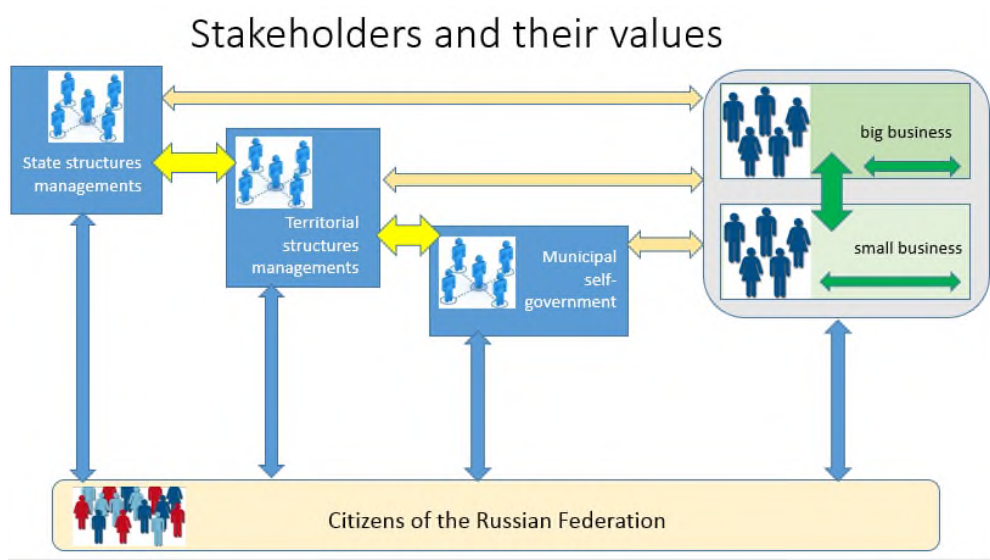 Stakeholders and their values
State structures
managements
Territorial
structures
managements
Municipal
self-
government
big business
small business
Citizens of the Russian Federation